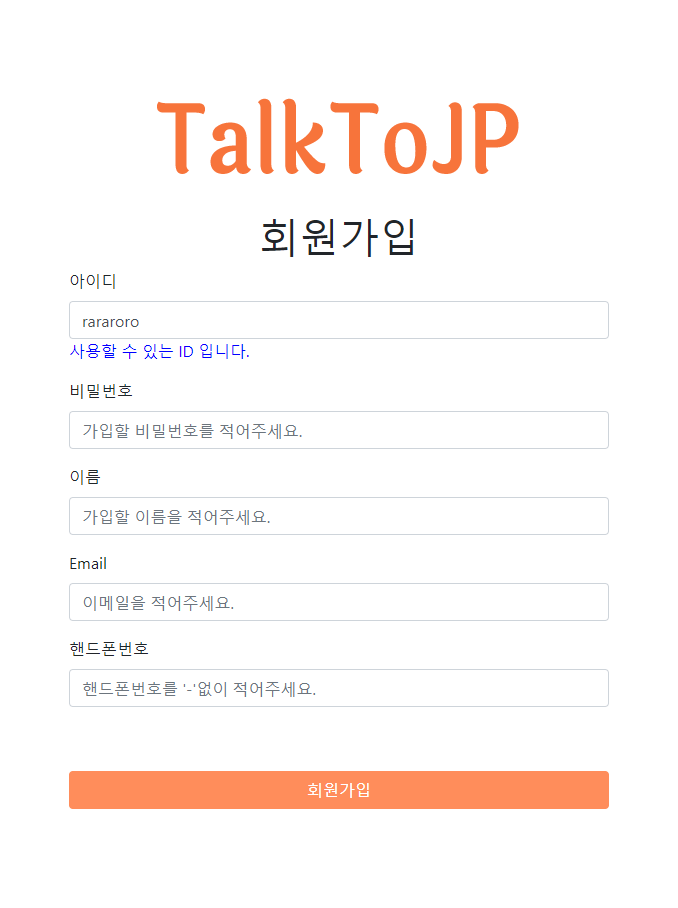 TalkToJP
회원가입
아이디
rararoro
사용할 수 있는 ID 입니다.
비밀번호
가입할 비밀번호를 적어주세요.
이름
가입할 이름을 적어주세요.
Email
이메일을 적어주세요.
핸드폰번호
핸드폰번호를 '-'없이 적어주세요.
회원가입